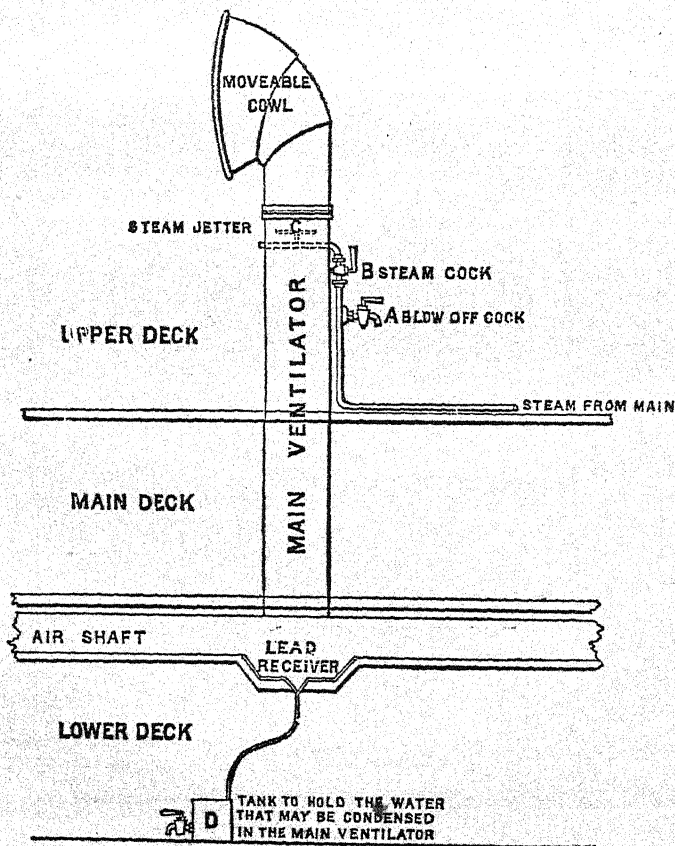 MOVEABLE
COWL
STEAM JETTER
C
B STEAM COCK
A BLOW OFF COCK
UPPER DECK
MAIN VENTILATOR
STEAM FROM MAIN
MAIN DECK
AIR SHAFT
LEAD
RECEIVER
LOWER DECK
D
TANK TO HOLD THE WATER
THAT MAY BE CONDENSED
IN THE MAIN VENTILATOR